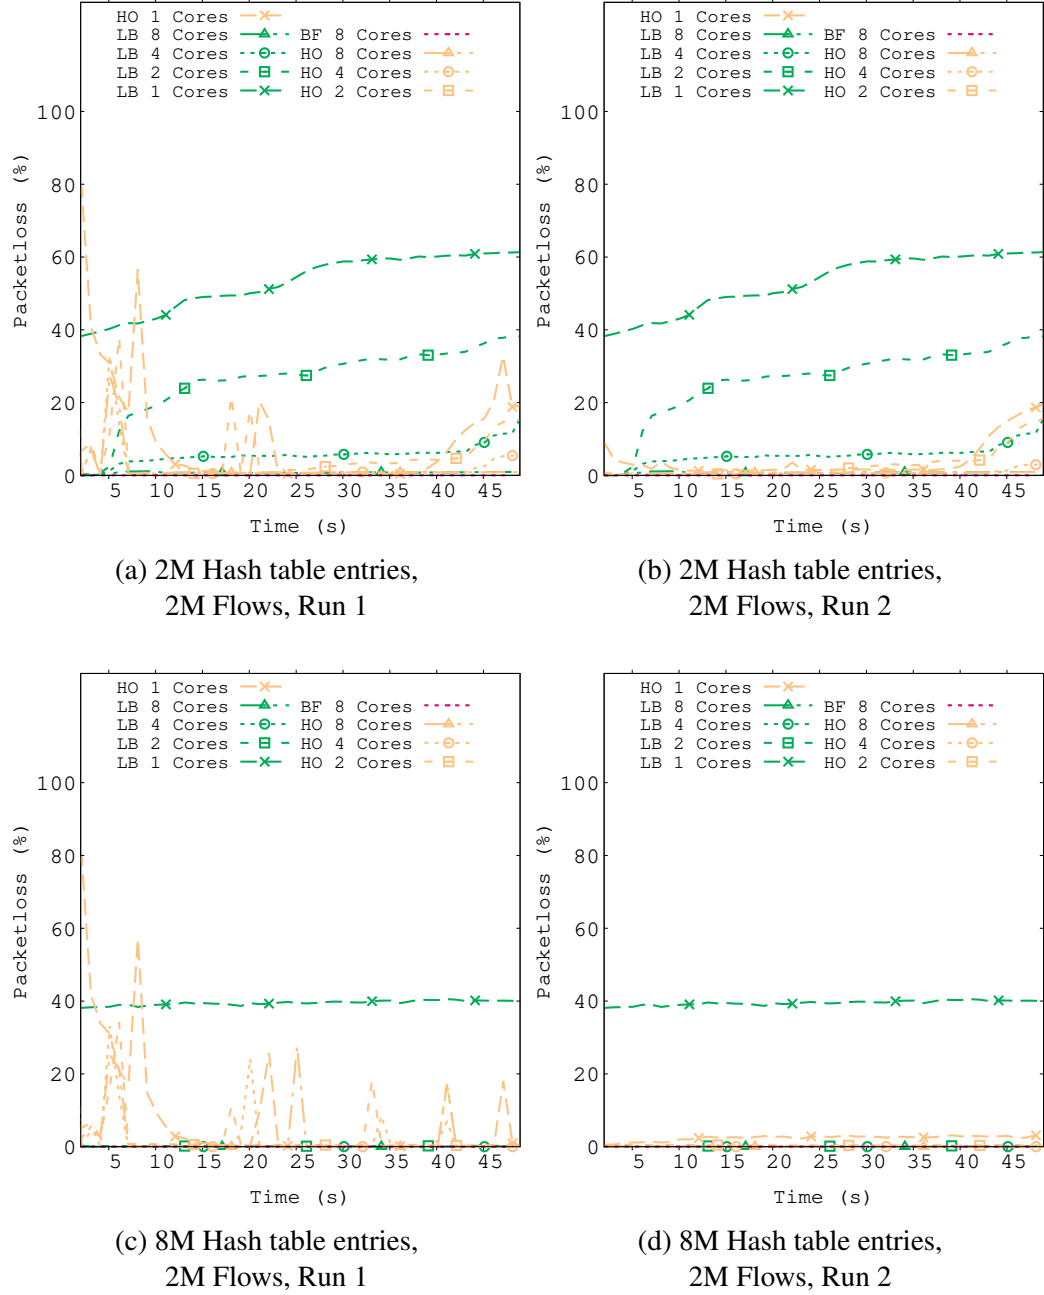 HO 1 Cores
LB 8 Cores BF 8 Cores
LB 4 Cores HO 8 Cores
LB 2 Cores HO 4 Cores
LB 1 Cores HO 2 Cores
100
80
60
40
20
0
Packetloss (%)
5 10 15 20 25 30 35 40 45
Time (s)
(a) 2M Hash table entries,
2M Flows, Run 1
HO 1 Cores
LB 8 Cores BF 8 Cores
LB 4 Cores HO 8 Cores
LB 2 Cores HO 4 Cores
LB 1 Cores HO 2 Cores
100
80
60
40
20
0
Packetloss (%)
5 10 15 20 25 30 35 40 45
Time (s)
(b) 2M Hash table entries,
2M Flows, Run 2
HO 1 Cores
LB 8 Cores BF 8 Cores
LB 4 Cores HO 8 Cores
LB 2 Cores HO 4 Cores
LB 1 Cores HO 2 Cores
100
80
60
40
20
0
Packetloss (%)
5 10 15 20 25 30 35 40 45
Time (s)
(c) 8M Hash table entries,
2M Flows, Run 1
HO 1 Cores
LB 8 Cores BF 8 Cores
LB 4 Cores HO 8 Cores
LB 2 Cores HO 4 Cores
LB 1 Cores HO 2 Cores
100
80
60
40
20
0
Packetloss (%)
5 10 15 20 25 30 35 40 45
Time (s)
(d) 8M Hash table entries,
2M Flows, Run 2